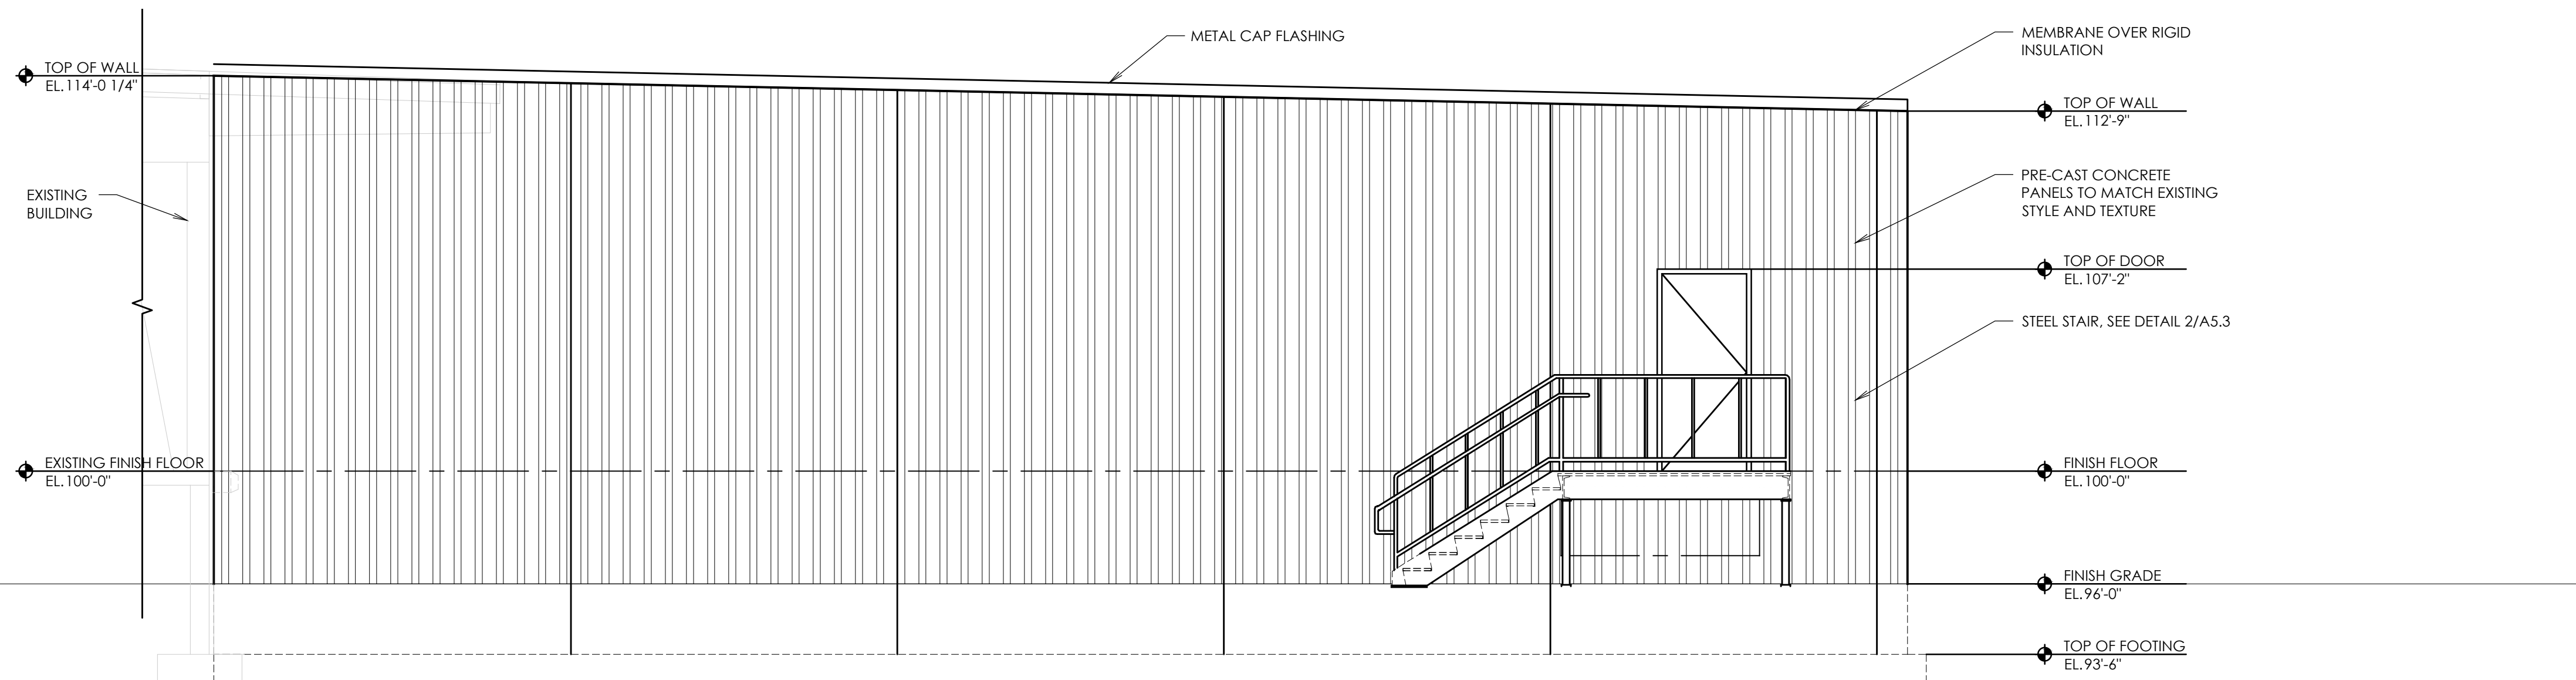 METAL CAP FLASHING
MEMBRANE OVER RIGID
INSULATION
TOP OF WALL
EL.114'-0 1/4"
TOP OF WALL
EL.112'-9"
EXISTING
BUILDING
PRE-CAST CONCRETE
PANELS TO MATCH EXISTING
STYLE AND TEXTURE
TOP OF DOOR
EL.107'-2"
STEEL STAIR, SEE DETAIL 2/A5.3
EXISTING FINISH FLOOR
EL.100'-0"
FINISH FLOOR
EL.100'-0"
FINISH GRADE
EL.96'-0"
TOP OF FOOTING
EL.93'-6"